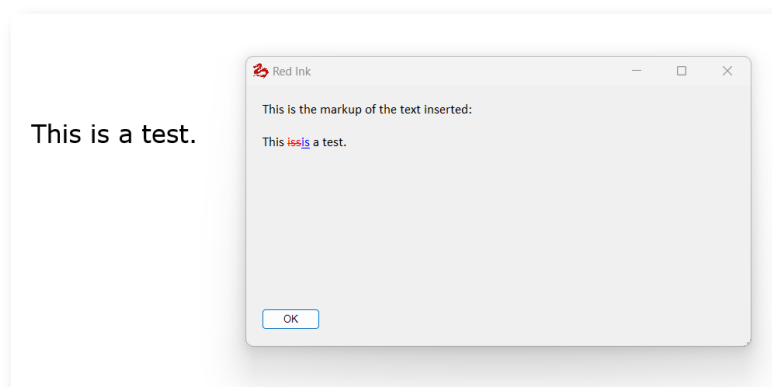 Red Ink
This is the markup of the text inserted:
This is a test.
This issis a test.
OK